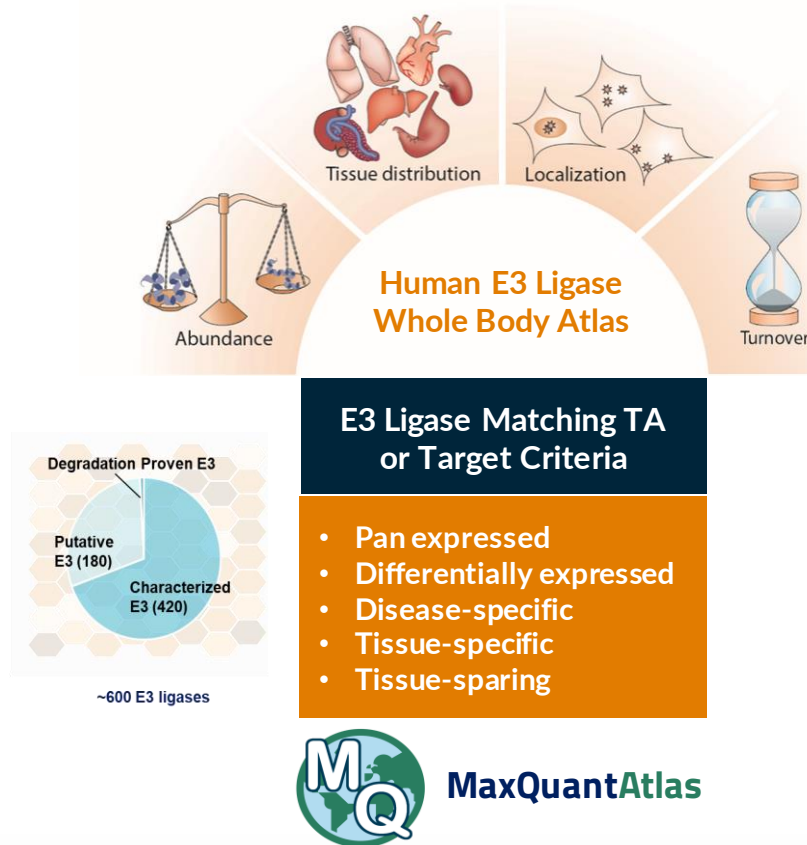 Tissue distribution
Localization
Abundance
Turnover
Human E3 Ligase
Whole Body Atlas
E3 Ligase Matching TA
or Target Criteria
• Pan expressed
• Differentially expressed
• Disease-specific
• Tissue-specific
• Tissue-sparing
Degradation Proven E3
Putative
E3 (180)
Characterized
E3 (420)
~600 E3 ligases
MQ
MaxQuantAtlas